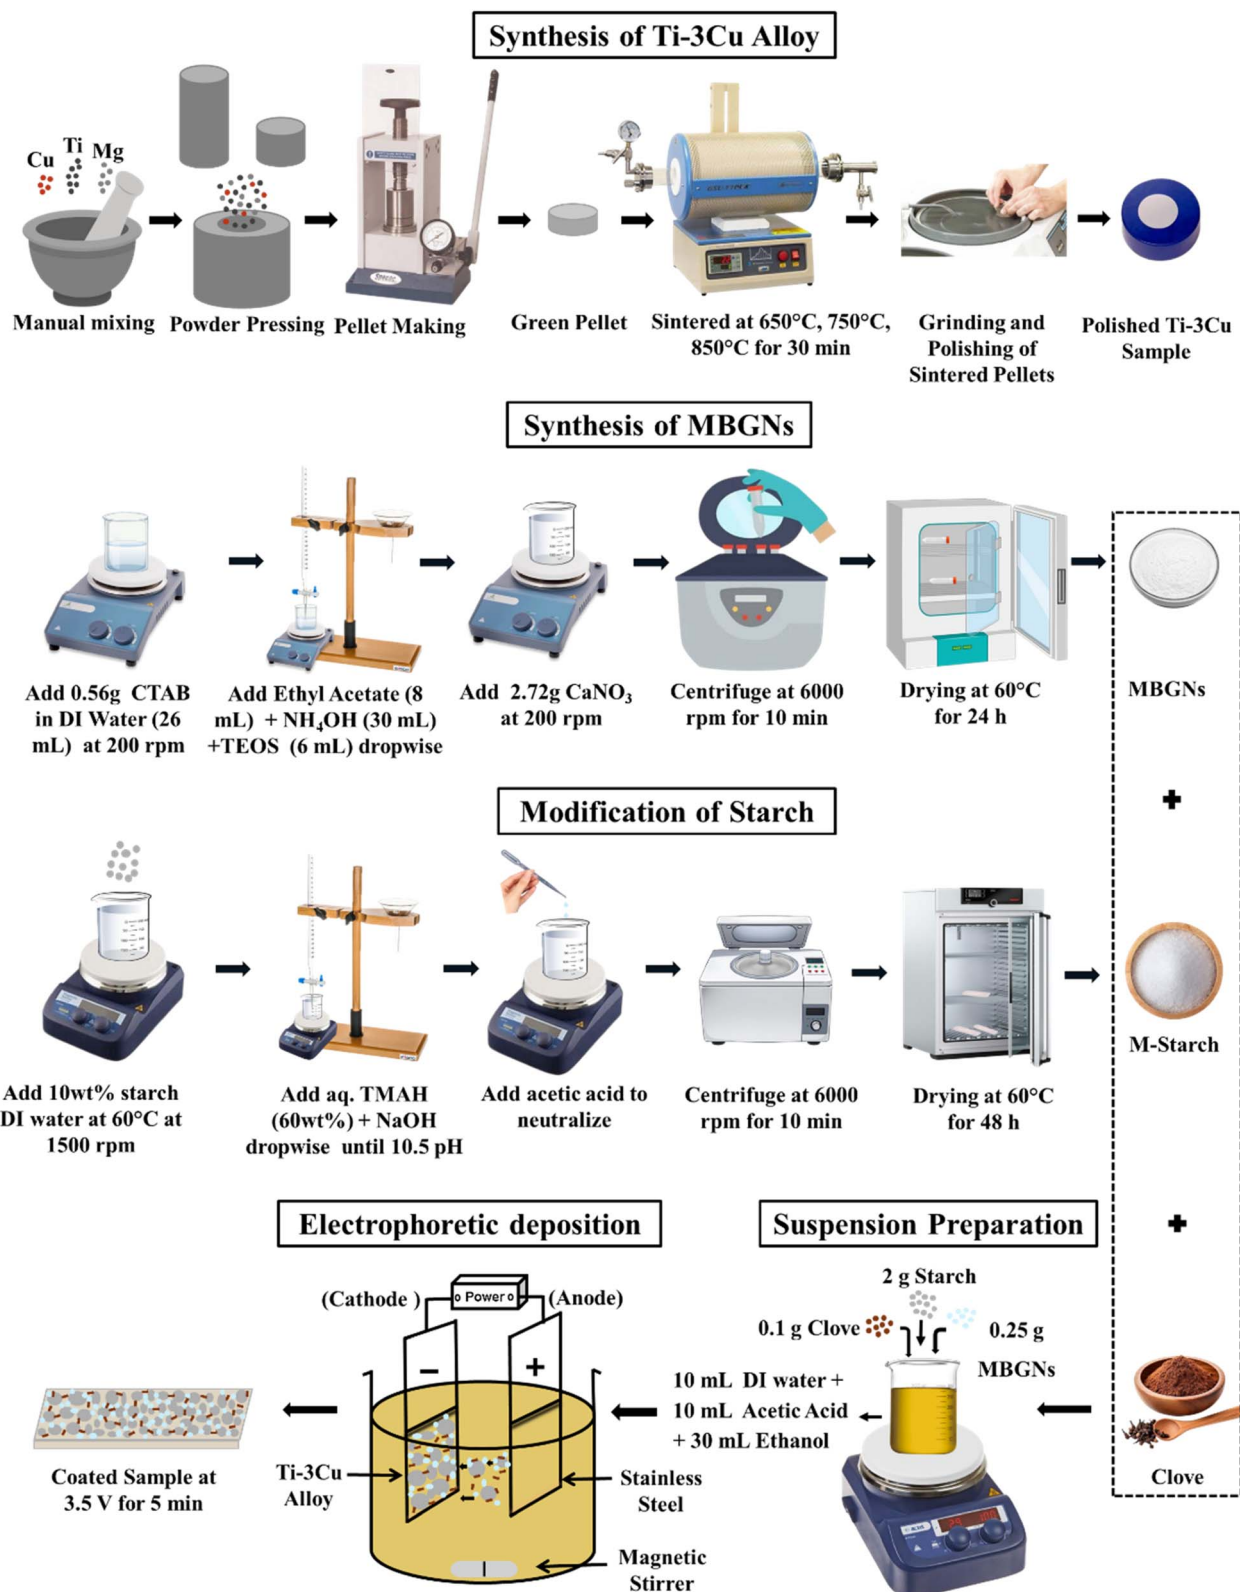 Synthesis of Ti-3Cu Alloy
Cu
Ti
Mg
Manual mixing
Powder Pressing
Pellet Making
Green Pellet
Sintered at 650°C, 750°C,
850°C for 30 min
Grinding and
Polishing of
Sintered Pellets
Polished Ti-3Cu
Sample
Synthesis of MBGNs
Add 0.56g CTAB
in DI Water (26
mL) at 200 rpm
Add Ethyl Acetate (8
mL) + NH₄OH (30 mL)
+TEOS (6 mL) dropwise
Add 2.72g CaNO₃
at 200 rpm
Centrifuge at 6000
rpm for 10 min
Drying at 60°C
for 24 h
MBGNs
+
Modification of Starch
Add 10wt% starch
DI water at 60°C at
1500 rpm
Add aq. TMAH
(60wt%) + NaOH
dropwise until 10.5 pH
Add acetic acid to
neutralize
Centrifuge at 6000
rpm for 10 min
Drying at 60°C
for 48 h
M-Starch
+
Clove
Electrophoretic deposition
(Cathode )
Power
(Anode)
−
+
Ti-3Cu
Alloy
Stainless
Steel
Magnetic
Stirrer
Coated Sample at
3.5 V for 5 min
Suspension Preparation
2 g Starch
0.1 g Clove
0.25 g
MBGNs
10 mL DI water +
10 mL Acetic Acid
+ 30 mL Ethanol